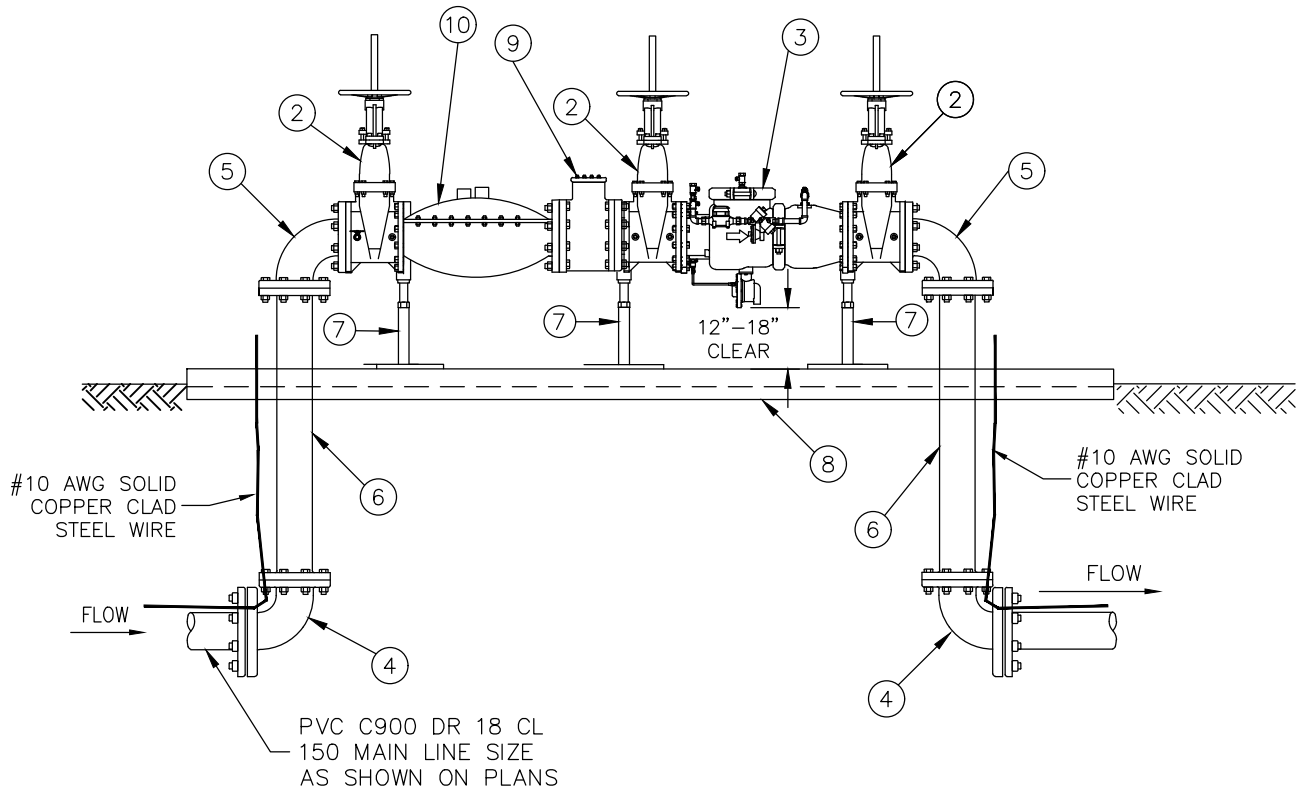 10
9
3
2
2
2
5
5
7
7
7
12"-18"
CLEAR
8
#10 AWG SOLID
COPPER CLAD
STEEL WIRE
6
6
#10 AWG SOLID
COPPER CLAD
STEEL WIRE
FLOW
FLOW
4
4
PVC C900 DR 18 CL
150 MAIN LINE SIZE
AS SHOWN ON PLANS